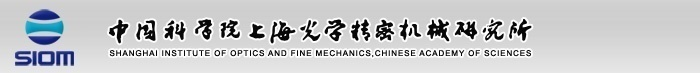 SIOM
中国科学院上海光学精密机械研究所
SHANGHAI INSTITUTE OF OPTICS AND FINE MECHANICS,CHINESE ACADEMY OF SCIENCES